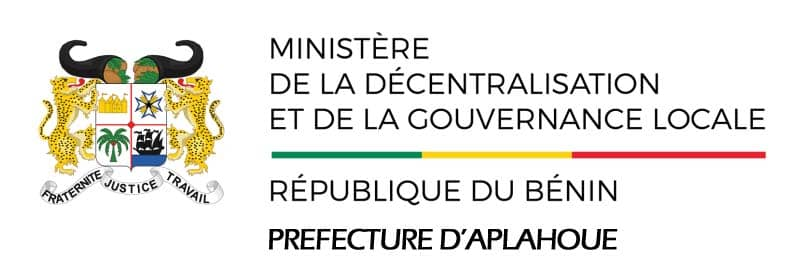 FRATERNITE JUSTICE TRAVAIL
MINISTÈRE
DE LA DÉCENTRALISATION
ET DE LA GOUVERNANCE LOCALE
RÉPUBLIQUE DU BÉNIN
PREFECTURE D'APLAHOUE